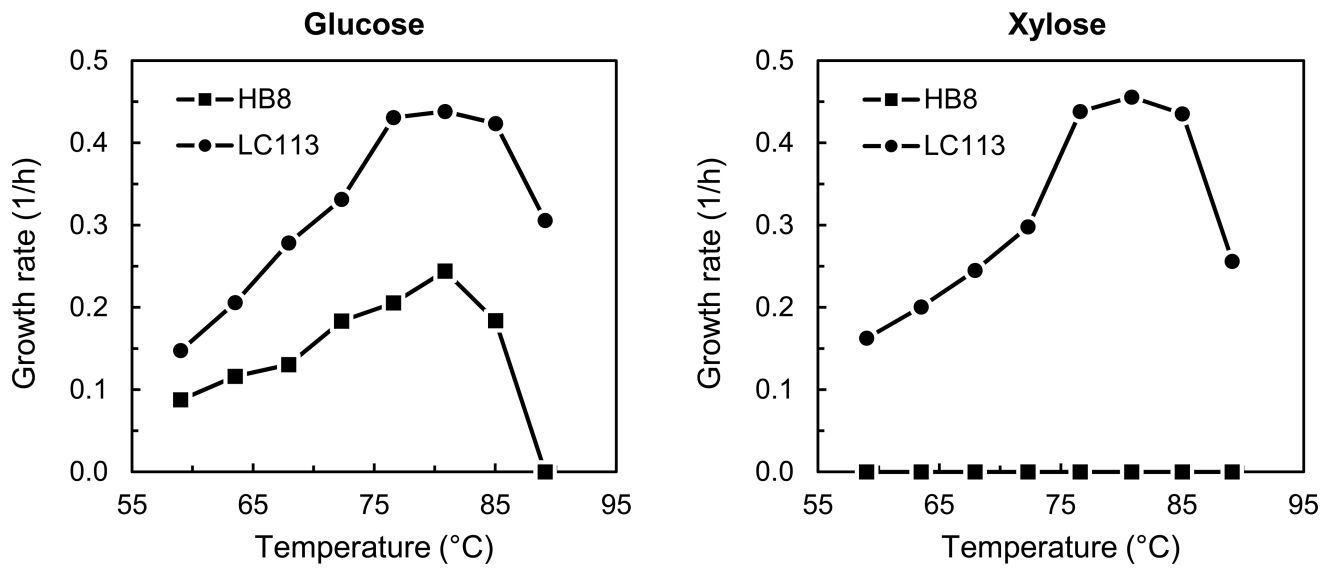 Glucose
0.5
0.4
0.3
0.2
0.1
0.0
Growth rate (1/h)
HB8
LC113
55
65
75
85
95
Temperature (°C)
Xylose
0.5
0.4
0.3
0.2
0.1
0.0
Growth rate (1/h)
HB8
LC113
55
65
75
85
95
Temperature (°C)